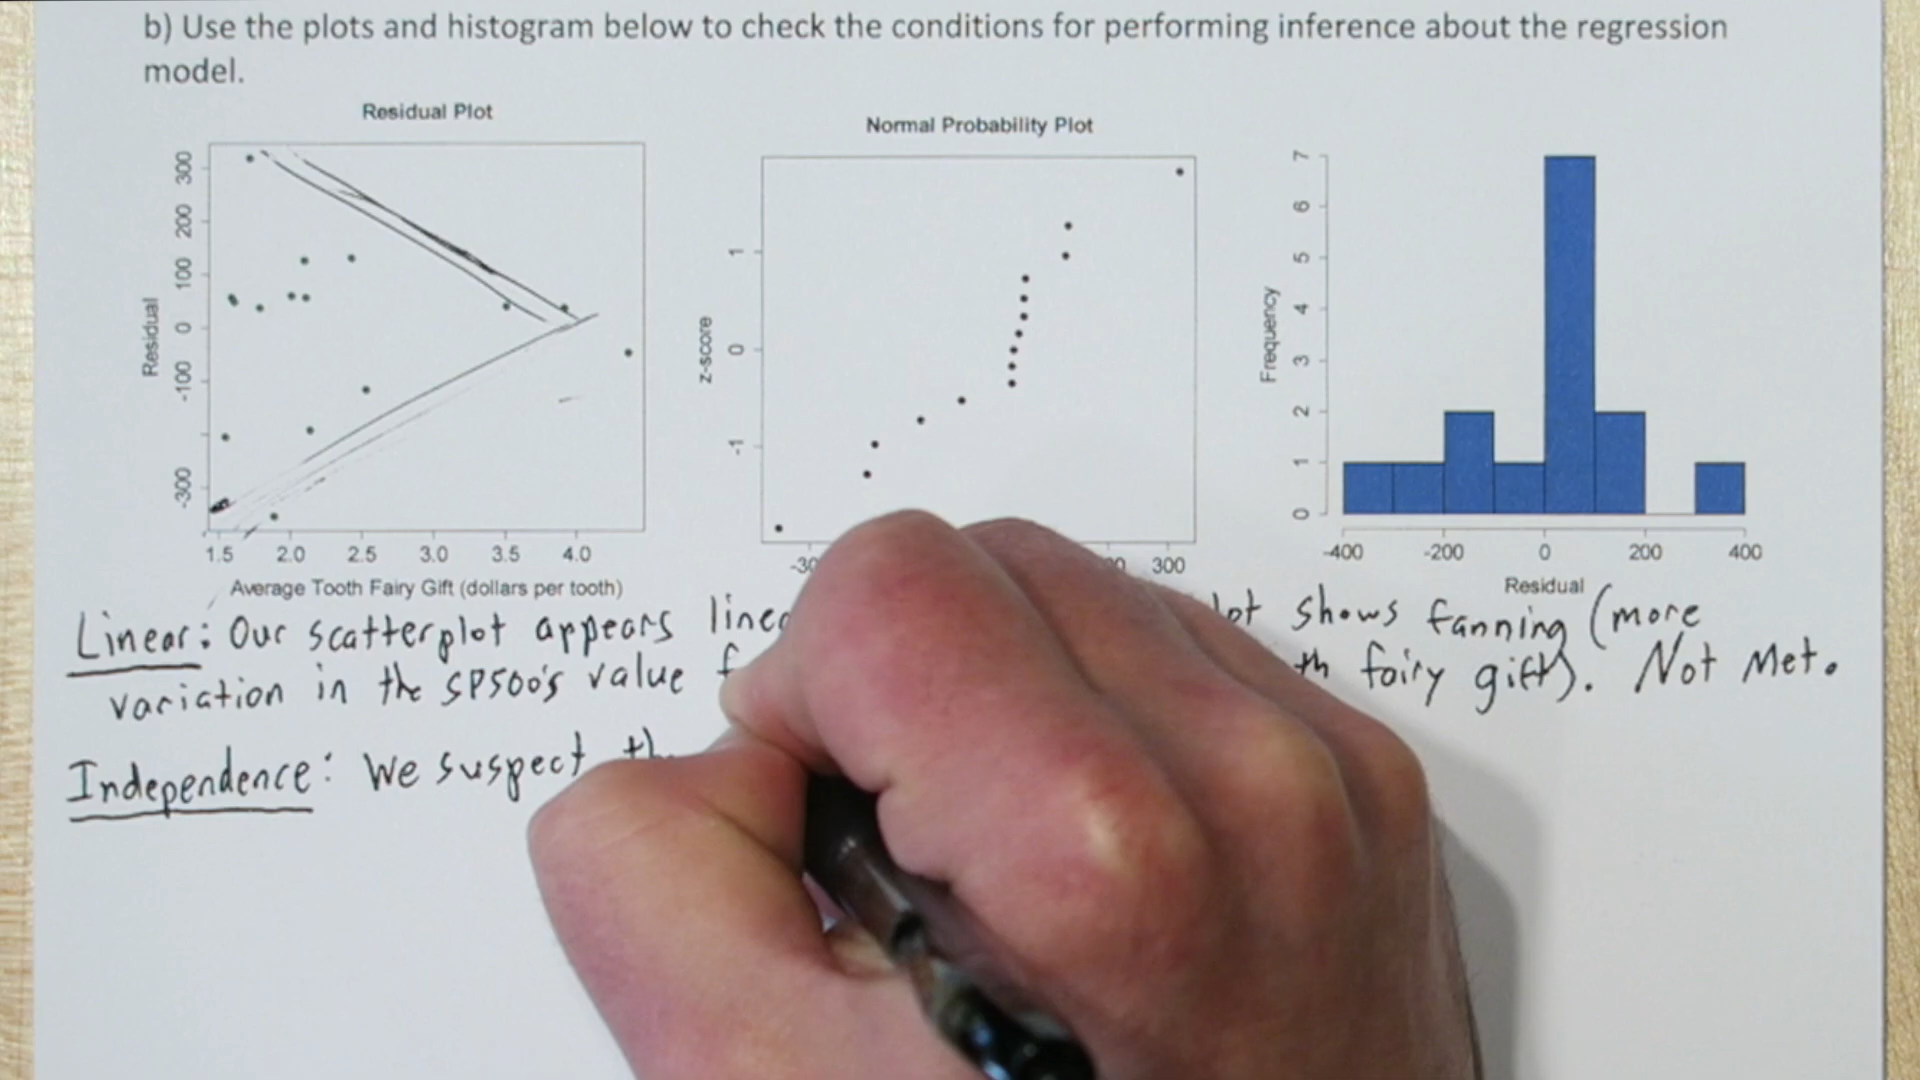 b) Use the plots and histogram below to check the conditions for performing inference about the regression
model.
Residual Plot
300
200
100
0
-100
-300
Residual
1.5 2.0 2.5 3.0 3.5 4.0
Average Tooth Fairy Gift (dollars per tooth)
Normal Probability Plot
1
0
-1
z-score
300
7
6
5
4
3
2
1
0
Frequency
-400 -200 0 200 400
Residual
Linear: Our scatterplot appears shows fanning (more
variation in the SP500's value fairy gift). Not Met.
Independence: We suspect